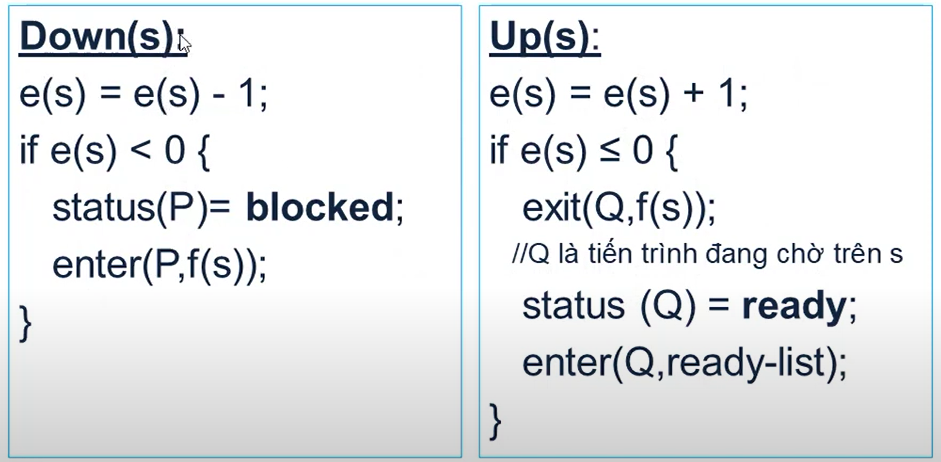 Down(s):
e(s) = e(s) - 1;
if e(s) < 0 {
status(P)= blocked;
enter(P,f(s));
}
Up(s):
e(s) = e(s) + 1;
if e(s) ≤ 0 {
exit(Q,f(s));
//Q là tiến trình đang chờ trên s
status (Q) = ready;
enter(Q,ready-list);
}